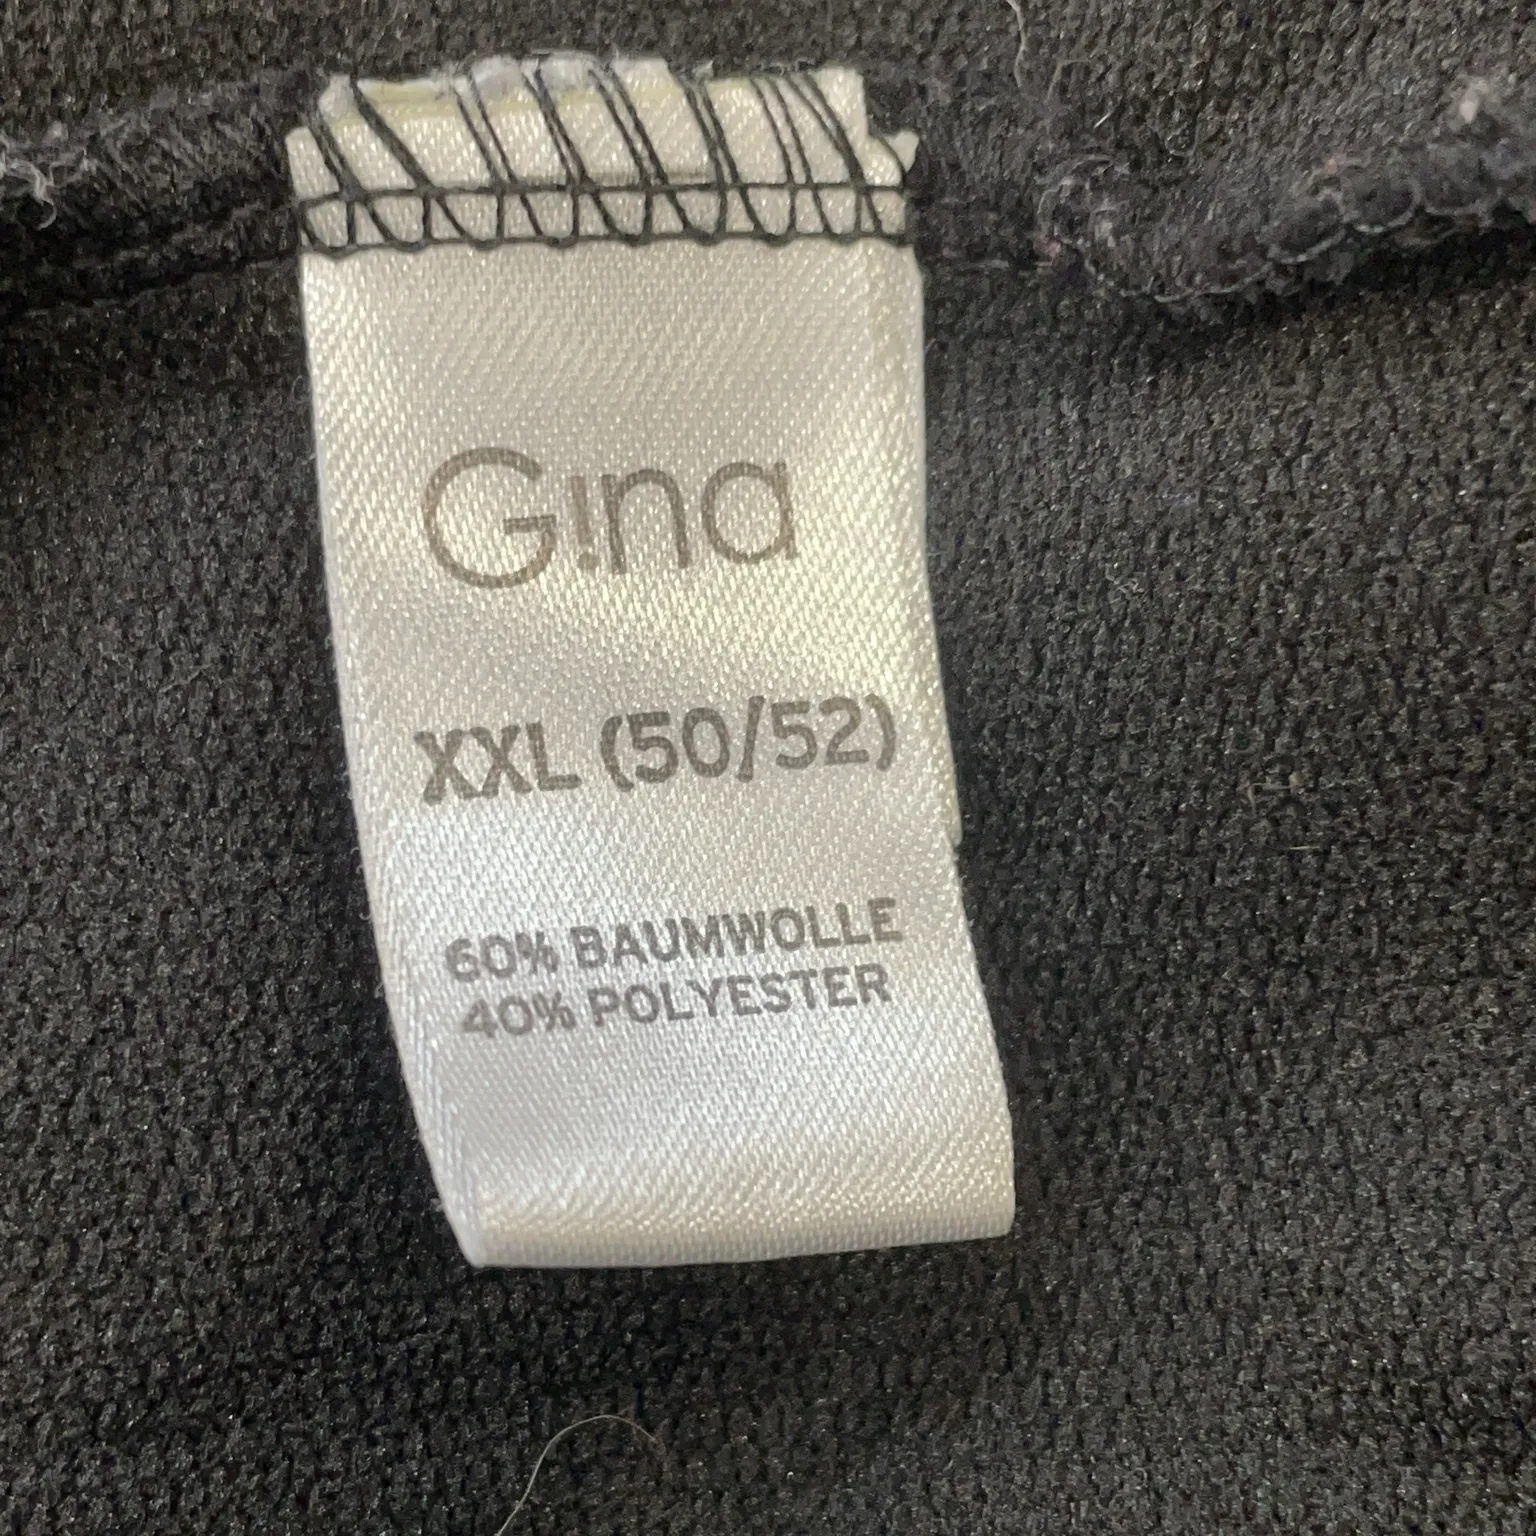 G!na
XXL (50/52)
60% BAUMWOLLE
40% POLYESTER